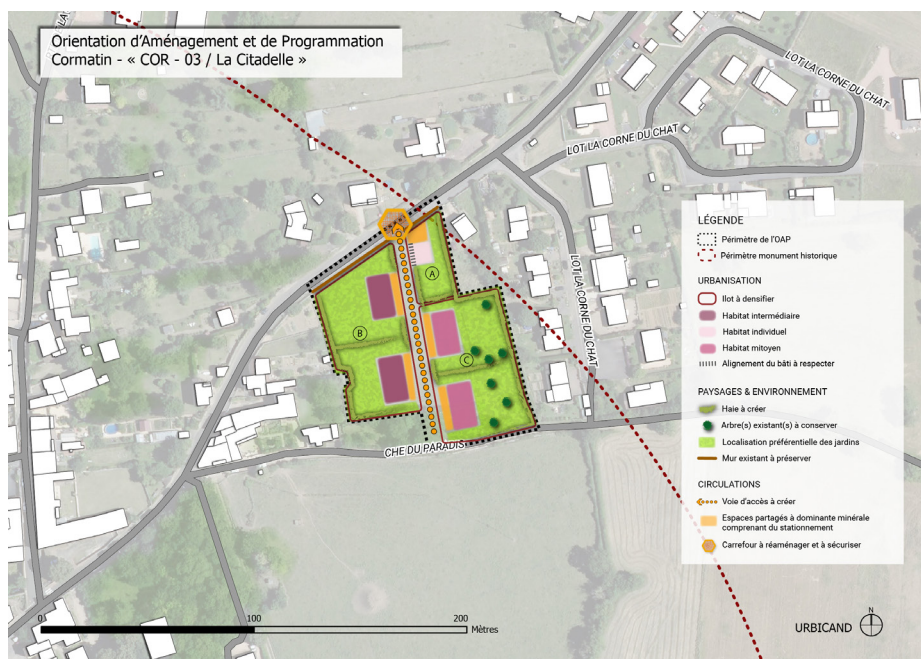 Orientation d'Aménagement et de Programmation
Cormatin - « COR - 03 / La Citadelle »
LOT LA CORNE DU CHAT
LOT LA CORNE DU CHAT
LOT LA CORNE DU CHAT
A
B
C
CHE DU PARADIS
LÉGENDE
Périmètre de l'OAP
Périmètre monument historique
URBANISATION
Ilot à densifier
Habitat intermédiaire
Habitat individuel
Habitat mitoyen
Alignement du bâti à respecter
PAYSAGES & ENVIRONNEMENT
Haie à créer
Arbre(s) existant(s) à conserver
Localisation préférentielle des jardins
Mur existant à préserver
CIRCULATIONS
Voie d'accès à créer
Espaces partagés à dominante minérale
comprenant du stationnement
Carrefour à réaménager et à sécuriser
0 100 200
Mètres
URBICAND
N